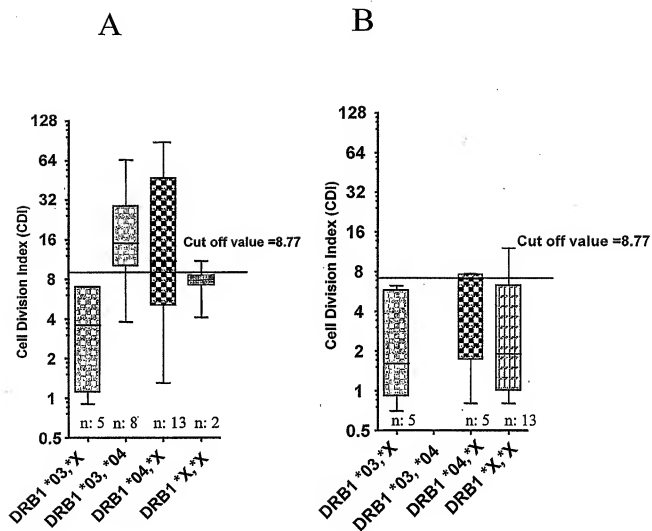 A
Cell Division Index (CDI)
128
64
32
16
8
4
2
1
0.5
Cut off value =8.77
n: 5 n: 8 n: 13 n: 2
DRB1 *03,*X
DRB1 *03, *04
DRB1 *04,*X
DRB1 *X,*X
B
Cell Division Index (CDI)
128
64
32
16
8
4
2
1
0.5
Cut off value =8.77
n: 5 n: 5 n: 13
DRB1 *03, *X
DRB1 *03, *04
DRB1 *04, *X
DRB1 *X, *X